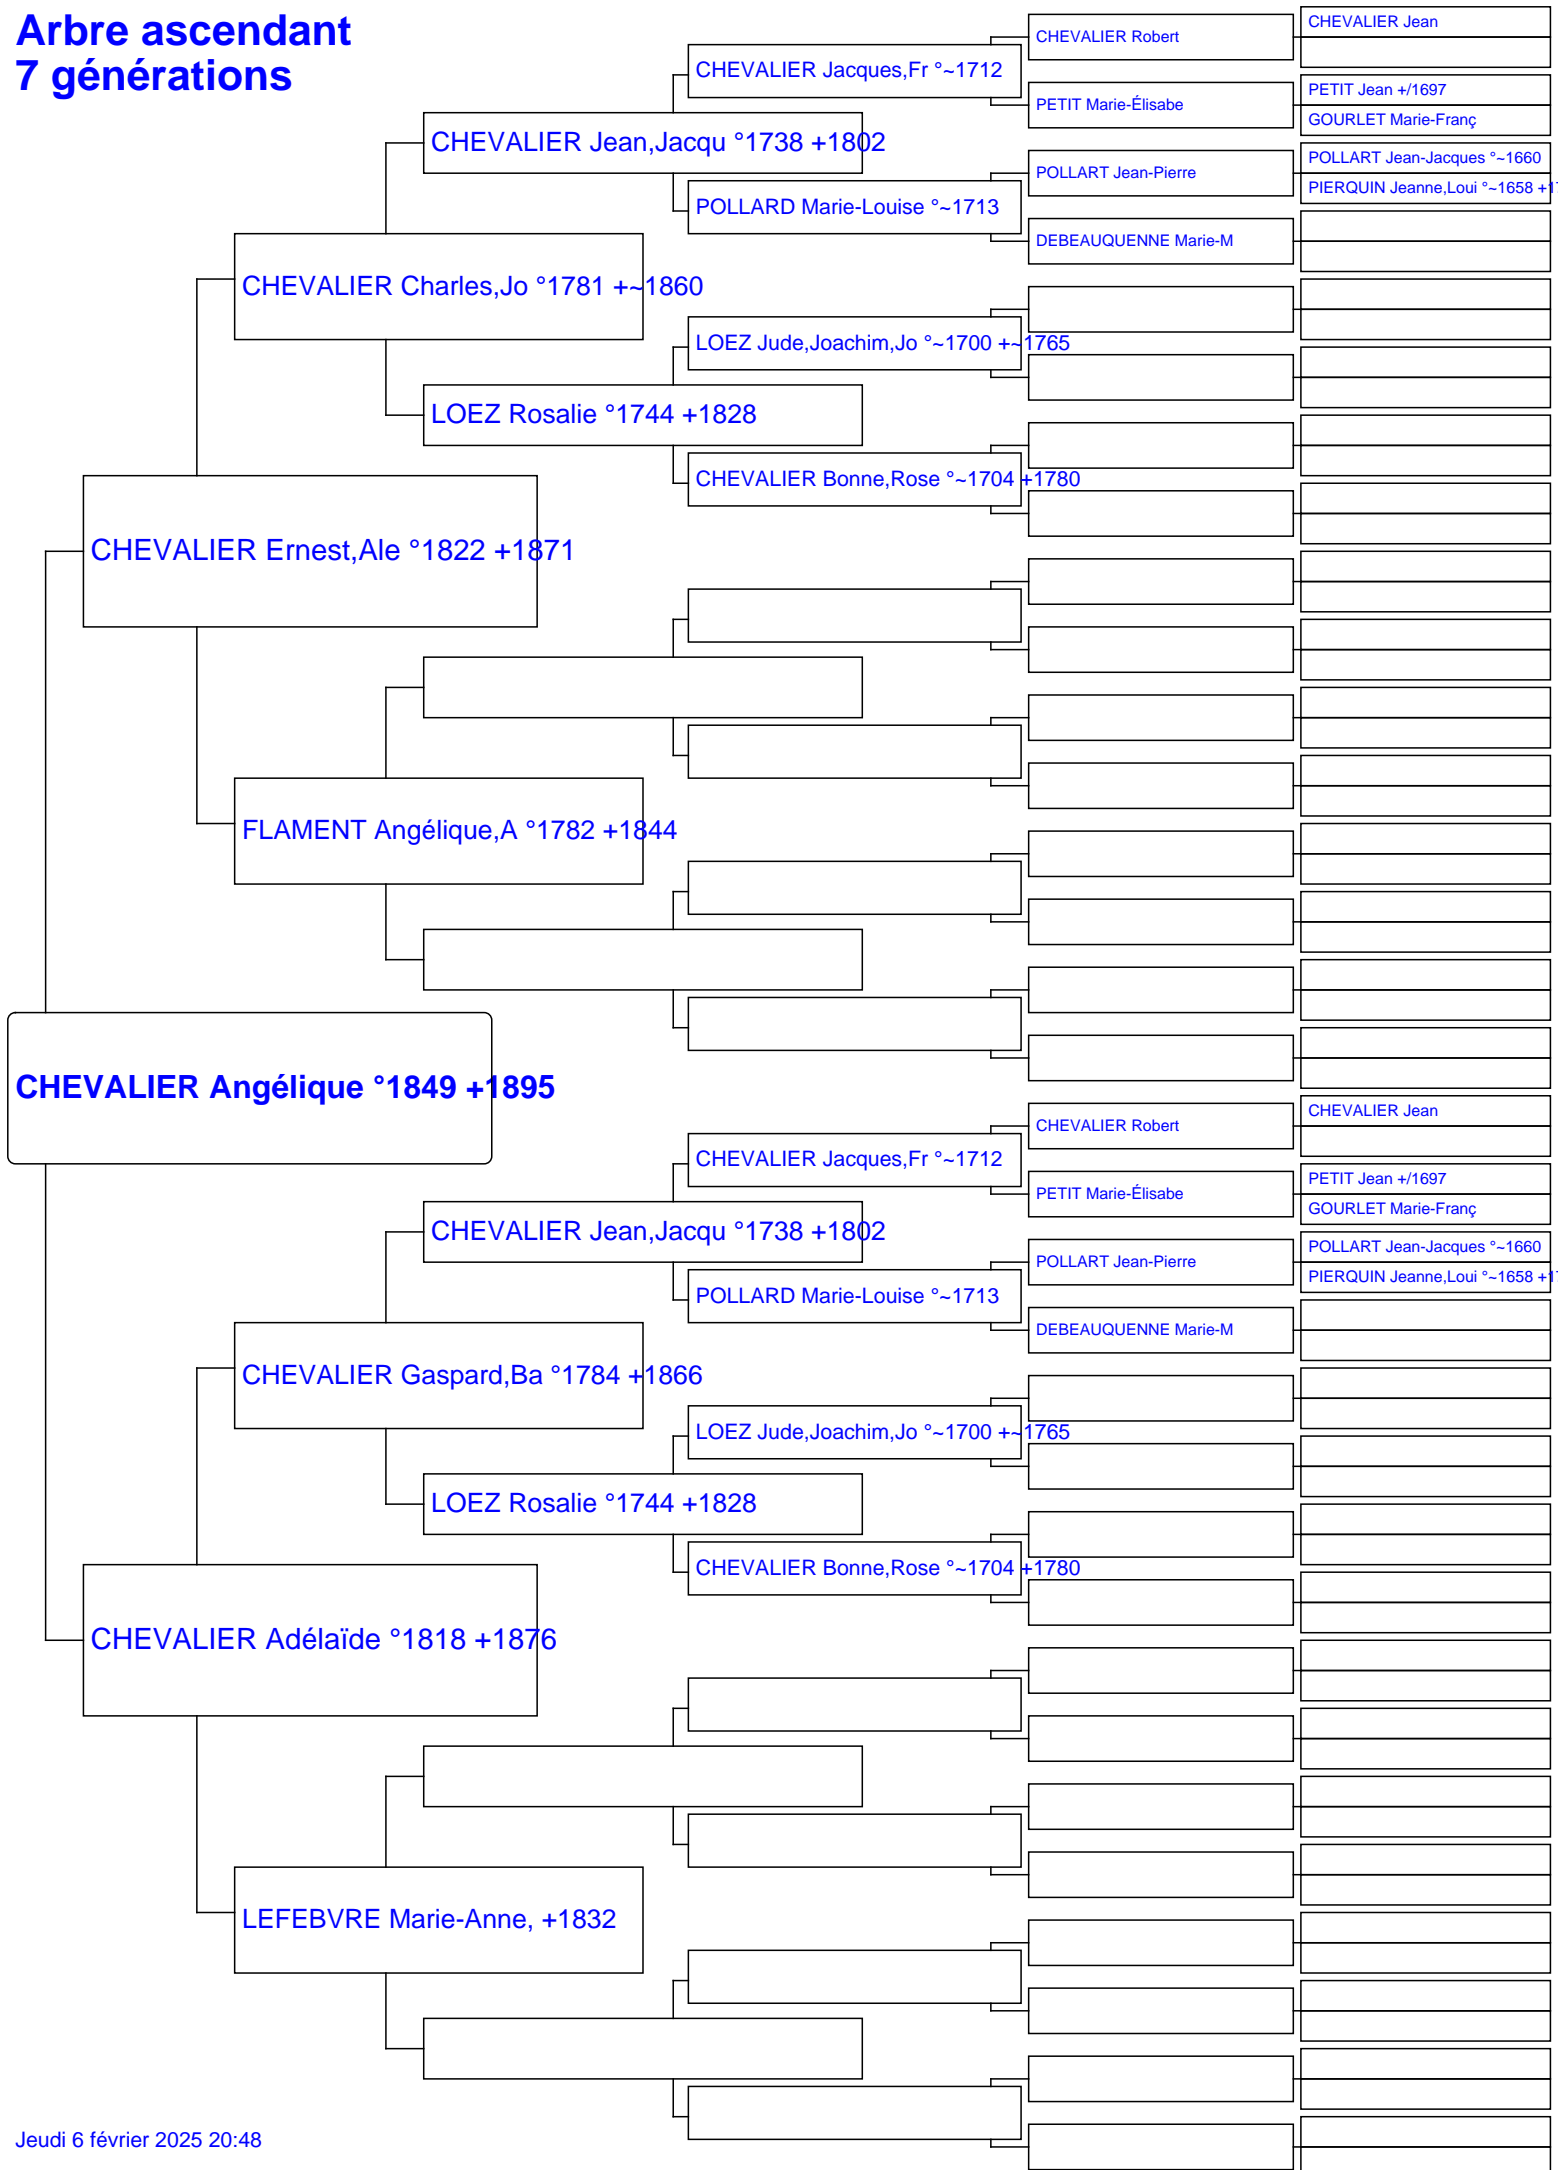 Arbre ascendant
7 générations
CHEVALIER Jean
CHEVALIER Robert
CHEVALIER Jacques,Fr °~1712
PETIT Jean +/1697
PETIT Marie-Élisabe
GOURLET Marie-Franç
CHEVALIER Jean,Jacqu °1738 +1802
POLLART Jean-Jacques °~1660
POLLART Jean-Pierre
PIERQUIN Jeanne,Loui °~1658 +17
POLLARD Marie-Louise °~1713
DEBEAUQUENNE Marie-M
CHEVALIER Charles,Jo °1781 +~1860
LOEZ Jude,Joachim,Jo °~1700 +~1765
LOEZ Rosalie °1744 +1828
CHEVALIER Bonne,Rose °~1704 +1780
CHEVALIER Ernest,Ale °1822 +1871
FLAMENT Angélique,A °1782 +1844
CHEVALIER Angélique °1849 +1895
CHEVALIER Jean
CHEVALIER Robert
CHEVALIER Jacques,Fr °~1712
PETIT Jean +/1697
PETIT Marie-Élisabe
GOURLET Marie-Franç
CHEVALIER Jean,Jacqu °1738 +1802
POLLART Jean-Jacques °~1660
POLLART Jean-Pierre
PIERQUIN Jeanne,Loui °~1658 +17
POLLARD Marie-Louise °~1713
DEBEAUQUENNE Marie-M
CHEVALIER Gaspard,Ba °1784 +1866
LOEZ Jude,Joachim,Jo °~1700 +~1765
LOEZ Rosalie °1744 +1828
CHEVALIER Bonne,Rose °~1704 +1780
CHEVALIER Adélaïde °1818 +1876
LEFEBVRE Marie-Anne, +1832
Jeudi 6 février 2025 20:48